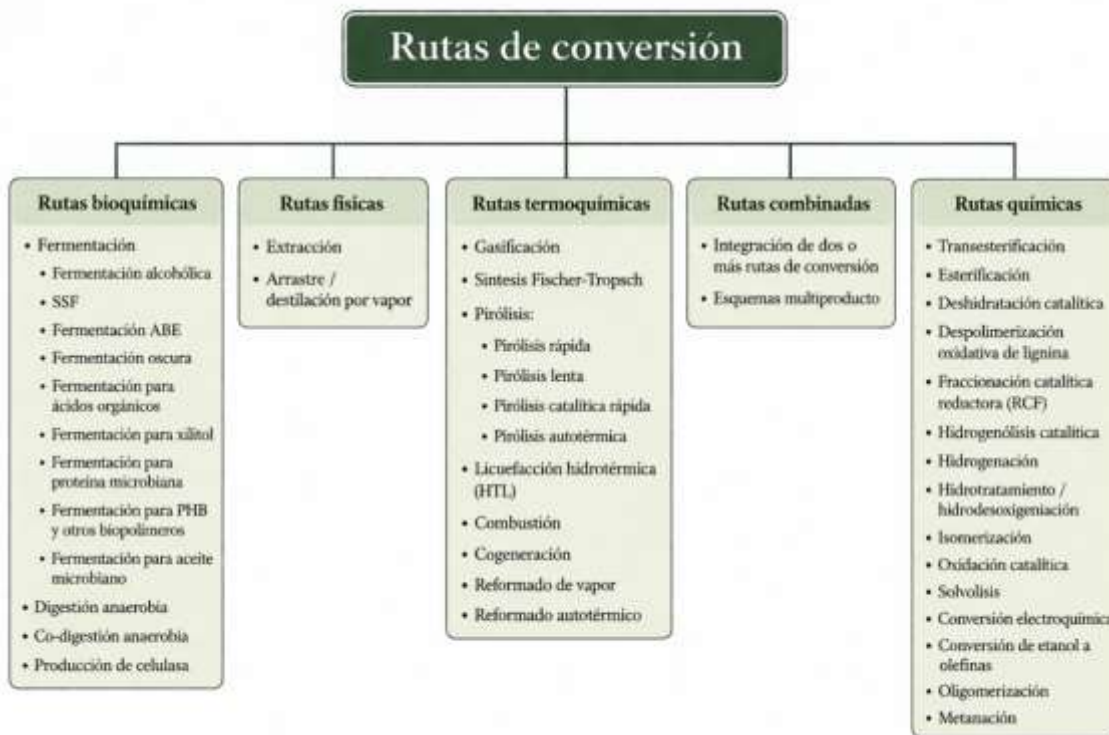 Rutas de conversión
Rutas bioquímicas
• Fermentación
• Fermentación alcohólica
• SSF
• Fermentación ABE
• Fermentación oscura
• Fermentación para
ácidos orgánicos
• Fermentación para xilitol
• Fermentación para
proteína microbiana
• Fermentación para PHB
y otros biopolímeros
• Fermentación para aceite
microbiano
• Digestión anaerobia
• Co-digestión anaerobia
• Producción de celulasa
Rutas físicas
• Extracción
• Arrastre /
destilación por vapor
Rutas termoquímicas
• Gasificación
• Sintesis Fischer-Tropsch
• Pirólisis:
• Pirólisis rápida
• Pirólisis lenta
• Pirólisis catalítica rápida
• Pirólisis autotérmica
• Licuefacción hidrotérmica
(HTL)
• Combustión
• Cogeneración
• Reformado de vapor
• Reformado autotérmico
Rutas combinadas
• Integración de dos o
más rutas de conversión
• Esquemas multiproducto
Rutas químicas
• Transesterificación
• Esterificación
• Deshidratación catalítica
• Despolimerización
oxidativa de lignina
• Fraccionación catalítica
reductora (RCF)
• Hidrogenólisis catalítica
• Hidrogenación
• Hidrotratamiento /
hidrodesoxigeniación
• Isomerización
• Oxidación catalítica
• Solvolisis
• Conversión electroquímica
• Conversión de etanol a
olefinas
• Oligomerización
• Metanación